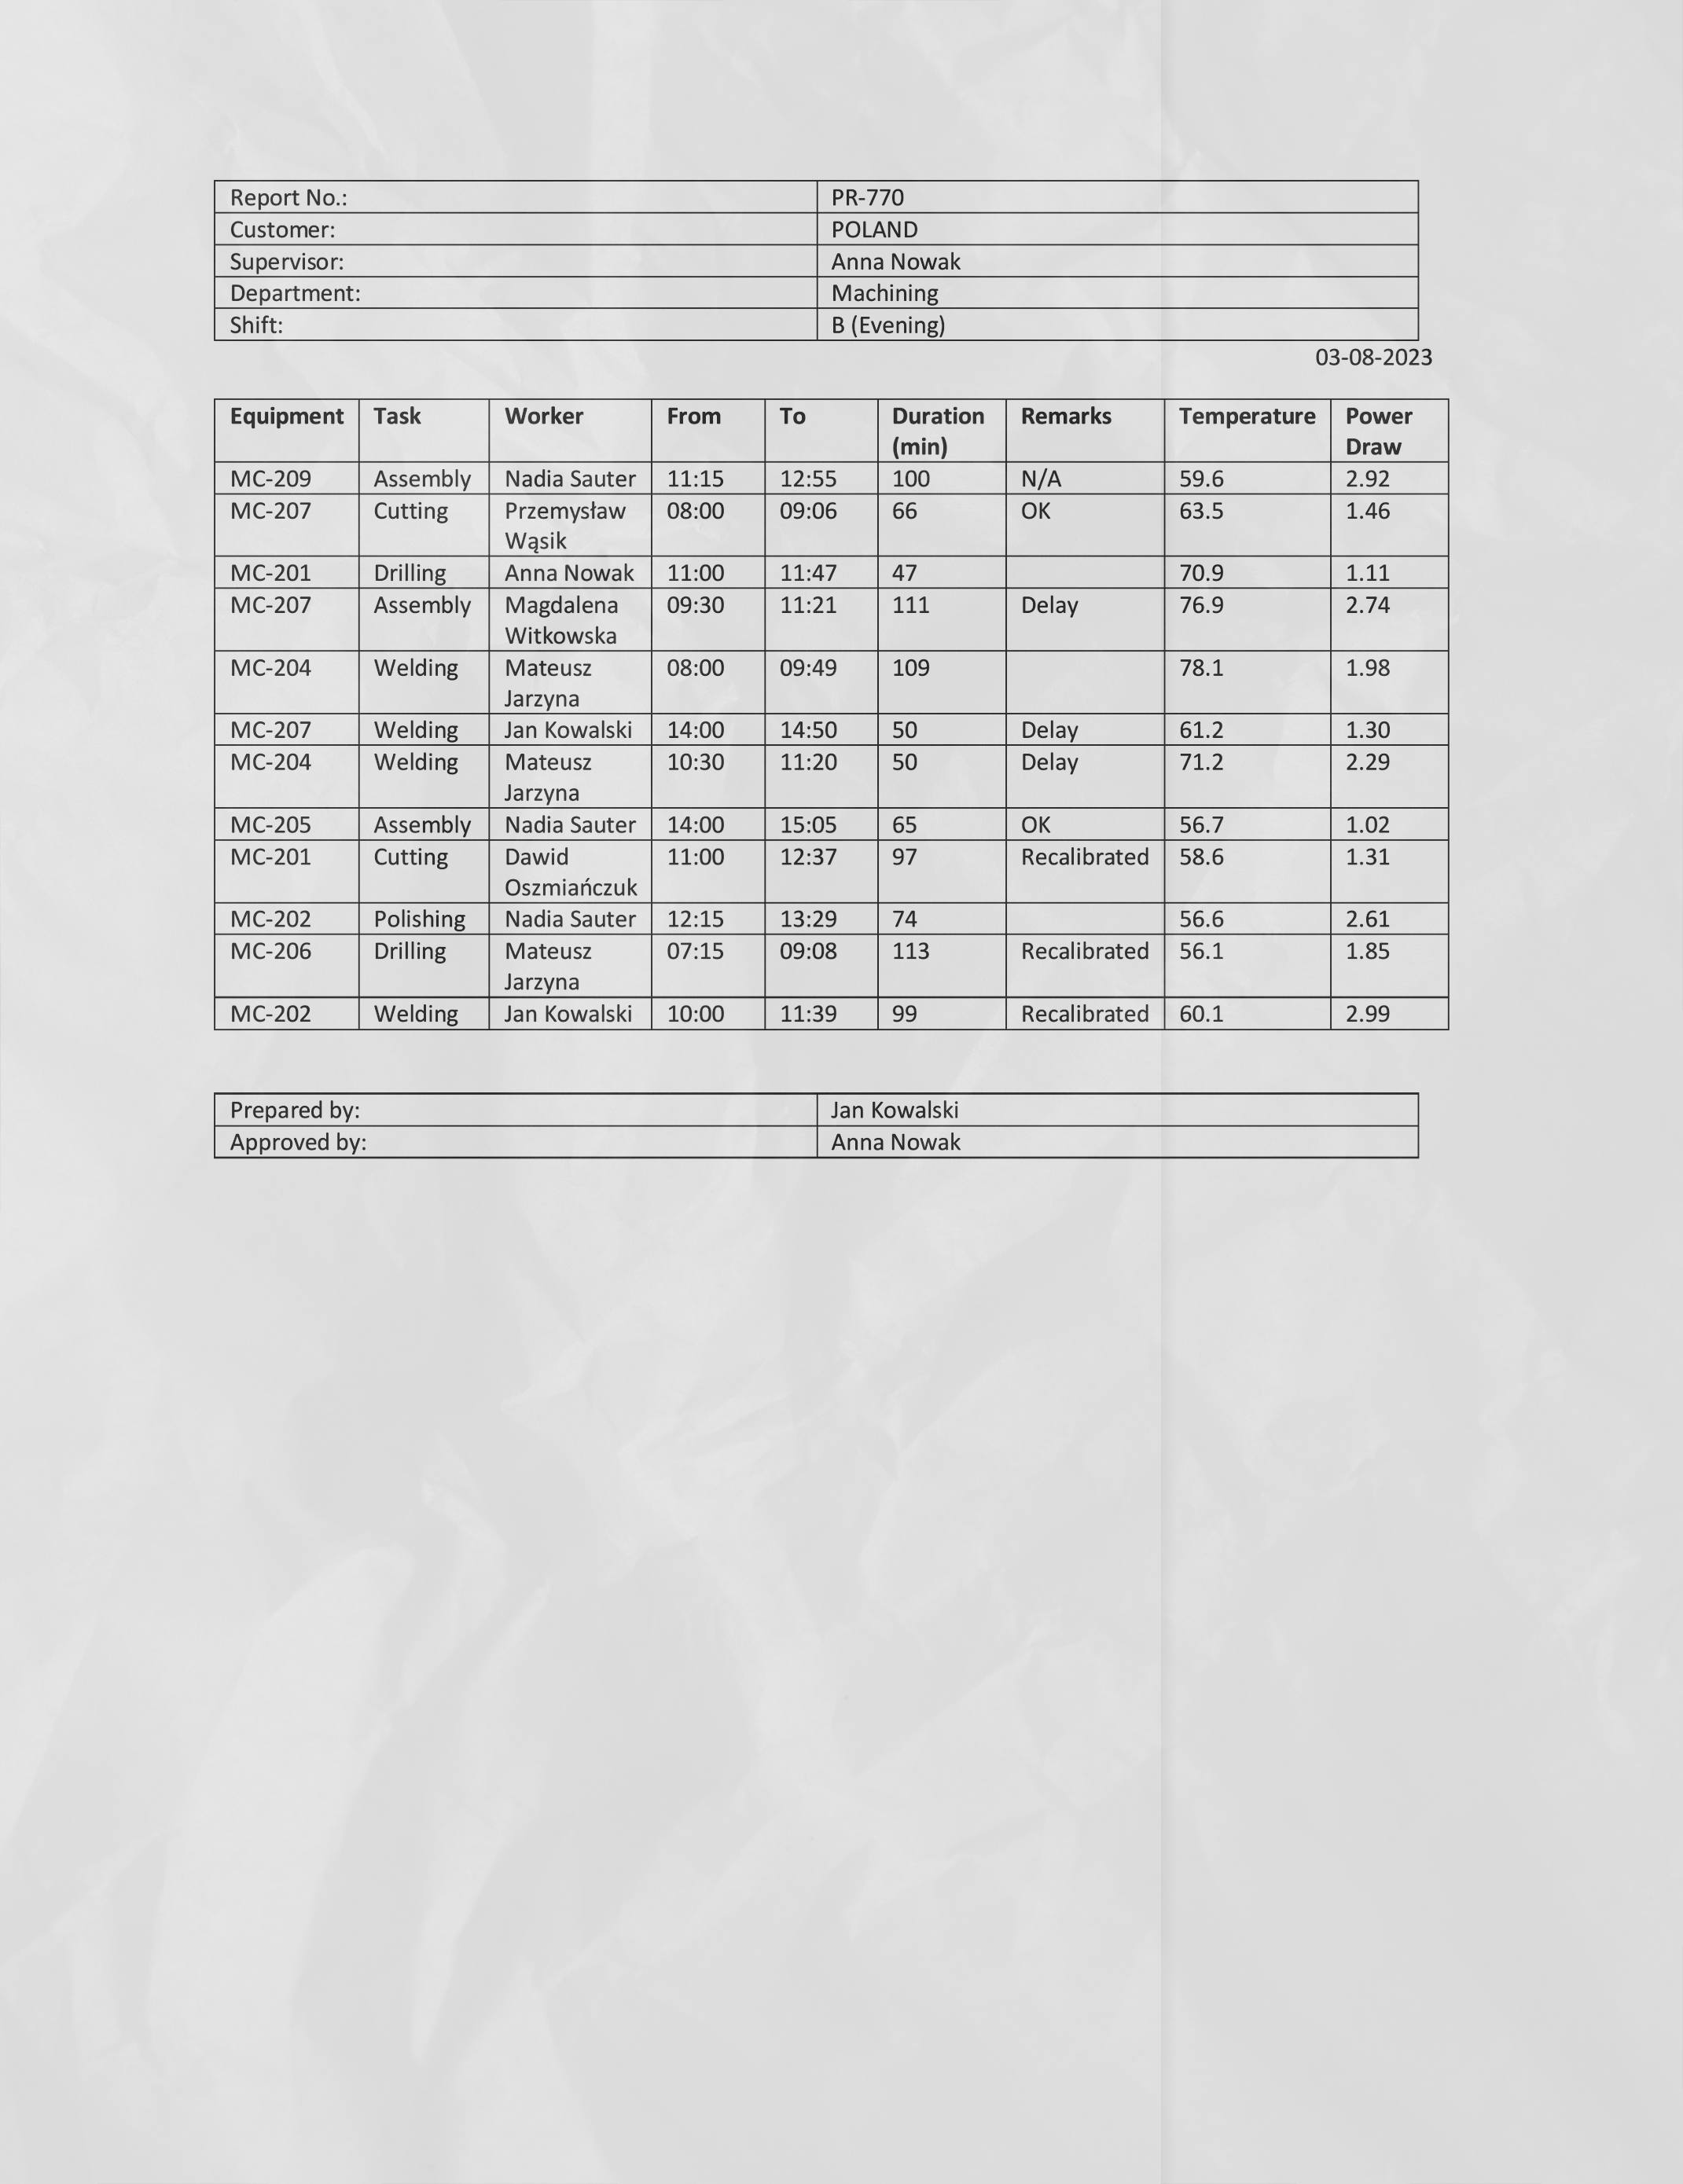 Report No.: PR-770
Customer: POLAND
Supervisor: Anna Nowak
Department: Machining
Shift: B (Evening)
03-08-2023
Equipment Task Worker From To Duration (min) Remarks Temperature Power Draw
MC-209 Assembly Nadia Sauter 11:15 12:55 100 N/A 59.6 2.92
MC-207 Cutting Przemysław Wąsik 08:00 09:06 66 OK 63.5 1.46
MC-201 Drilling Anna Nowak 11:00 11:47 47 70.9 1.11
MC-207 Assembly Magdalena Witkowska 09:30 11:21 111 Delay 76.9 2.74
MC-204 Welding Mateusz Jarzyna 08:00 09:49 109 78.1 1.98
MC-207 Welding Jan Kowalski 14:00 14:50 50 Delay 61.2 1.30
MC-204 Welding Mateusz Jarzyna 10:30 11:20 50 Delay 71.2 2.29
MC-205 Assembly Nadia Sauter 14:00 15:05 65 OK 56.7 1.02
MC-201 Cutting Dawid Oszmiańczuk 11:00 12:37 97 Recalibrated 58.6 1.31
MC-202 Polishing Nadia Sauter 12:15 13:29 74 56.6 2.61
MC-206 Drilling Mateusz Jarzyna 07:15 09:08 113 Recalibrated 56.1 1.85
MC-202 Welding Jan Kowalski 10:00 11:39 99 Recalibrated 60.1 2.99
Prepared by: Jan Kowalski
Approved by: Anna Nowak